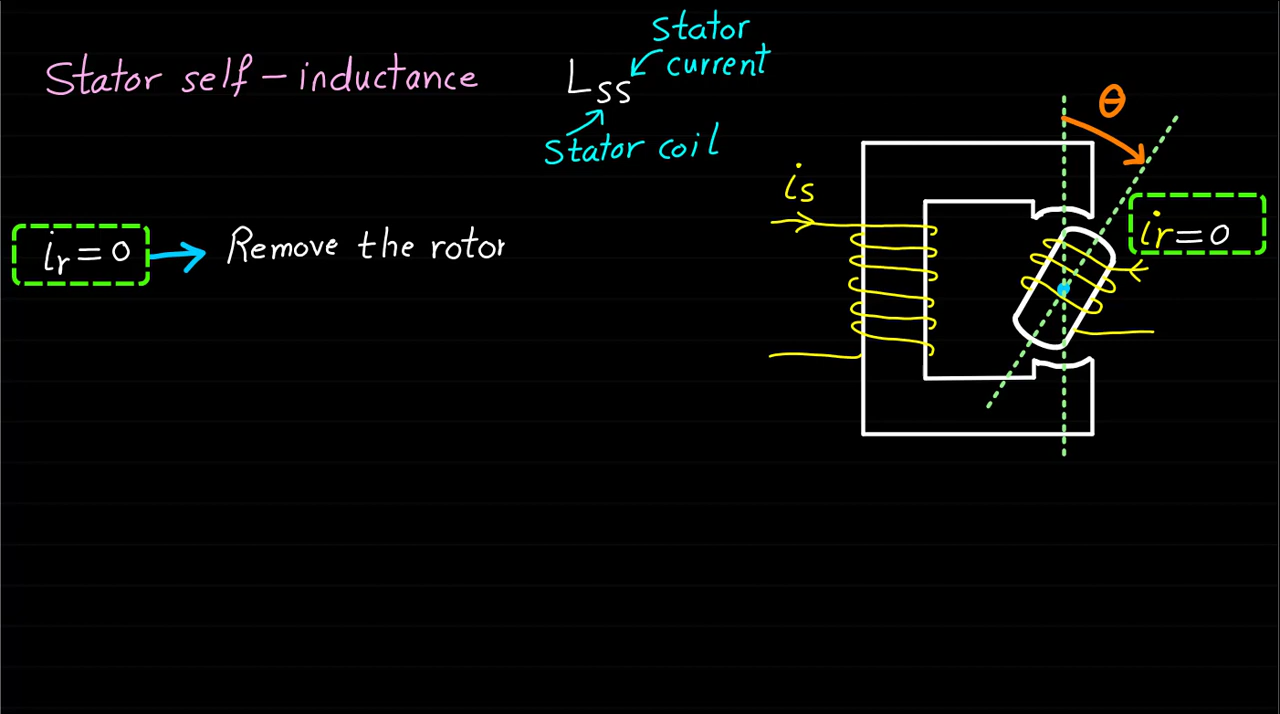 Stator
current
Stator self-inductance
Lss
Stator coil
θ
is
ir=0
ir=0
Remove the rotor